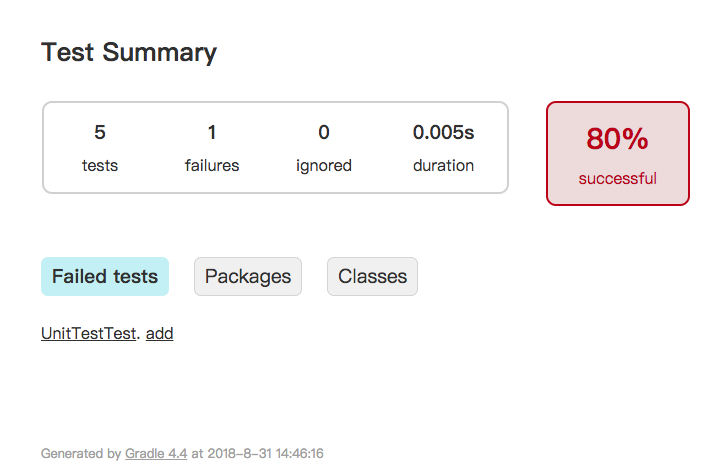 Test Summary
5 1 0 0.005s
tests failures ignored duration
80%
successful
Failed tests Packages Classes
UnitTestTest. add
Generated by Gradle 4.4 at 2018-8-31 14:46:16